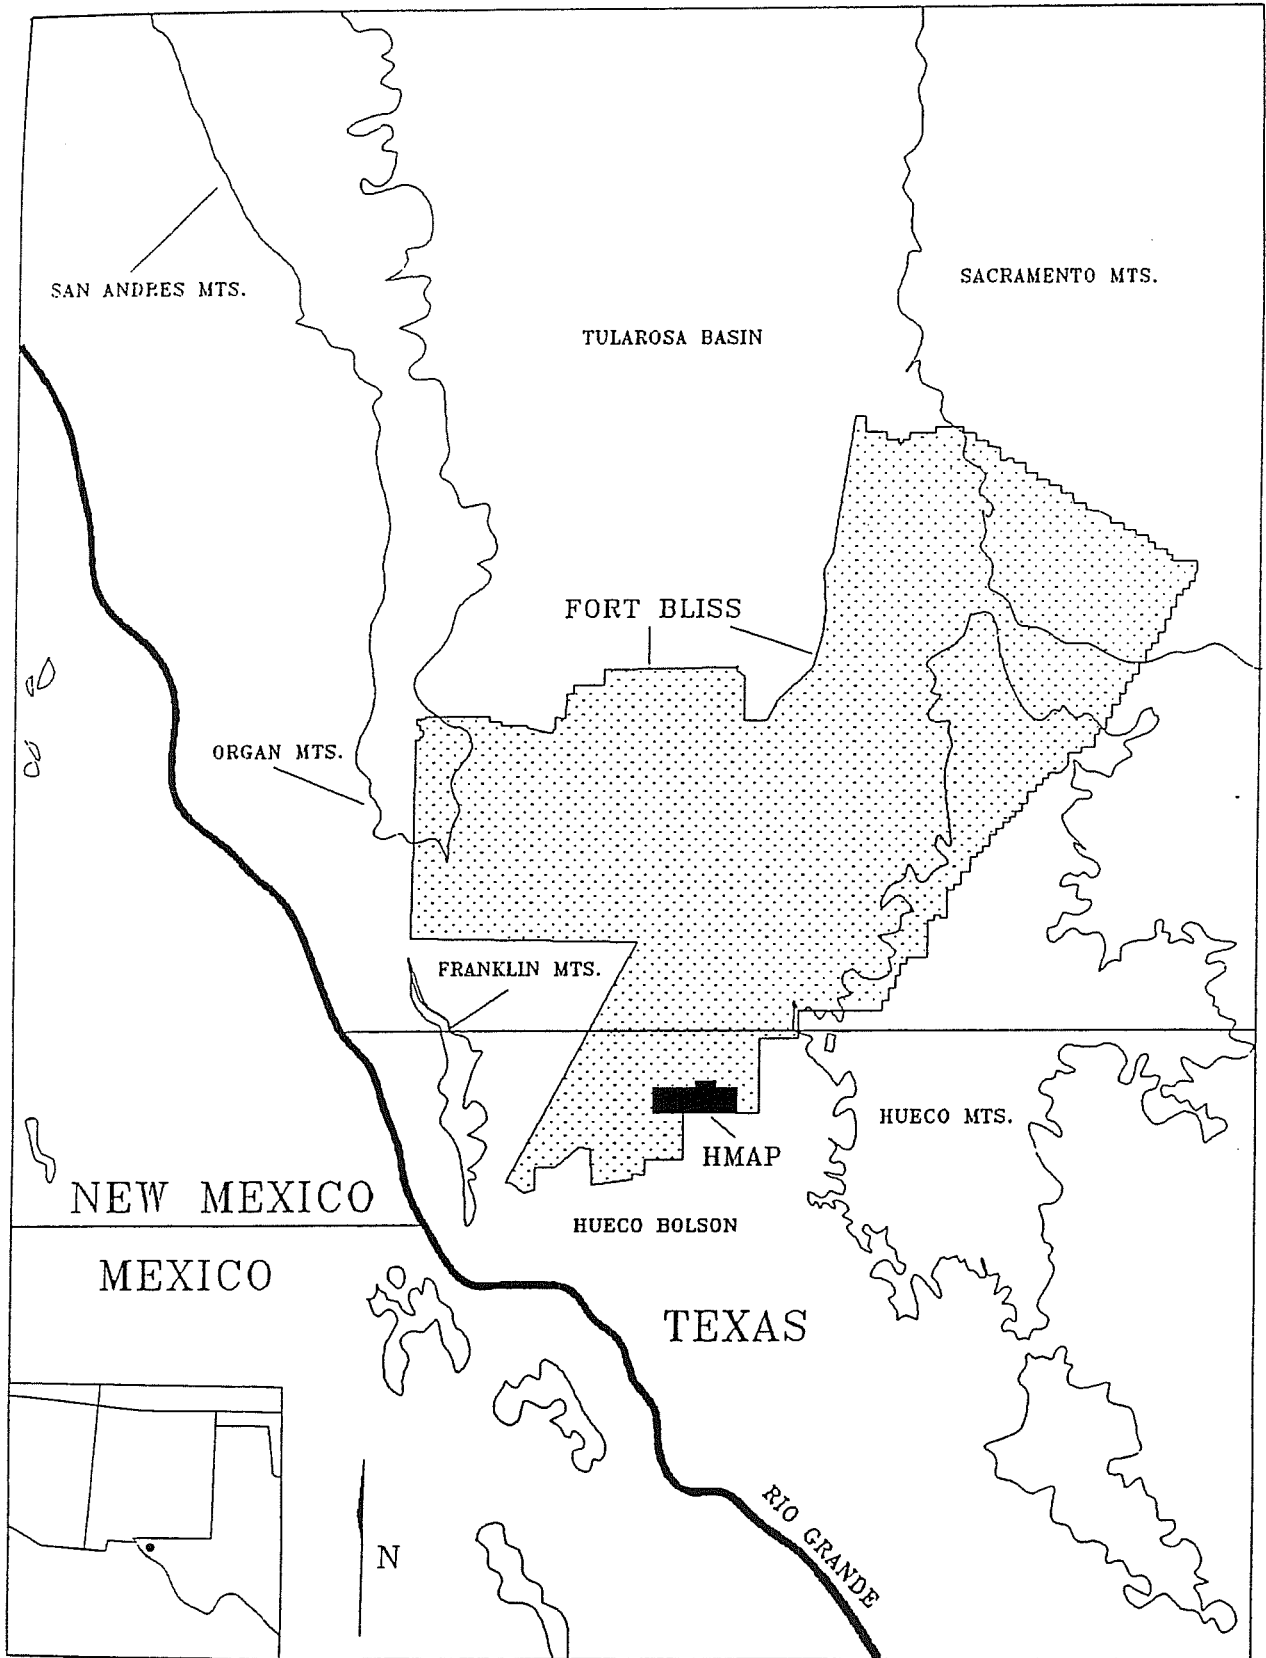 SACRAMENTO MTS.
SAN ANDRES MTS.
TULAROSA BASIN
FORT BLISS
ORGAN MTS.
FRANKLIN MTS.
HUECO MTS.
HMAP
NEW MEXICO
HUECO BOLSON
MEXICO
TEXAS
RIO GRANDE
N